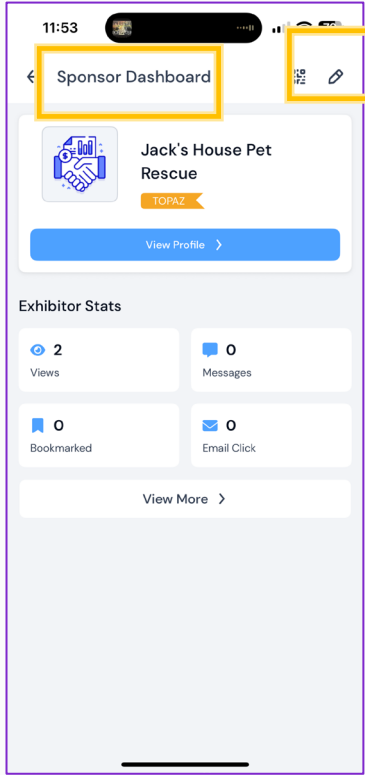 11:53
Sponsor Dashboard
Jack's House Pet
Rescue
TOPAZ
View Profile
Exhibitor Stats
2
Views
0
Messages
0
Bookmarked
0
Email Click
View More